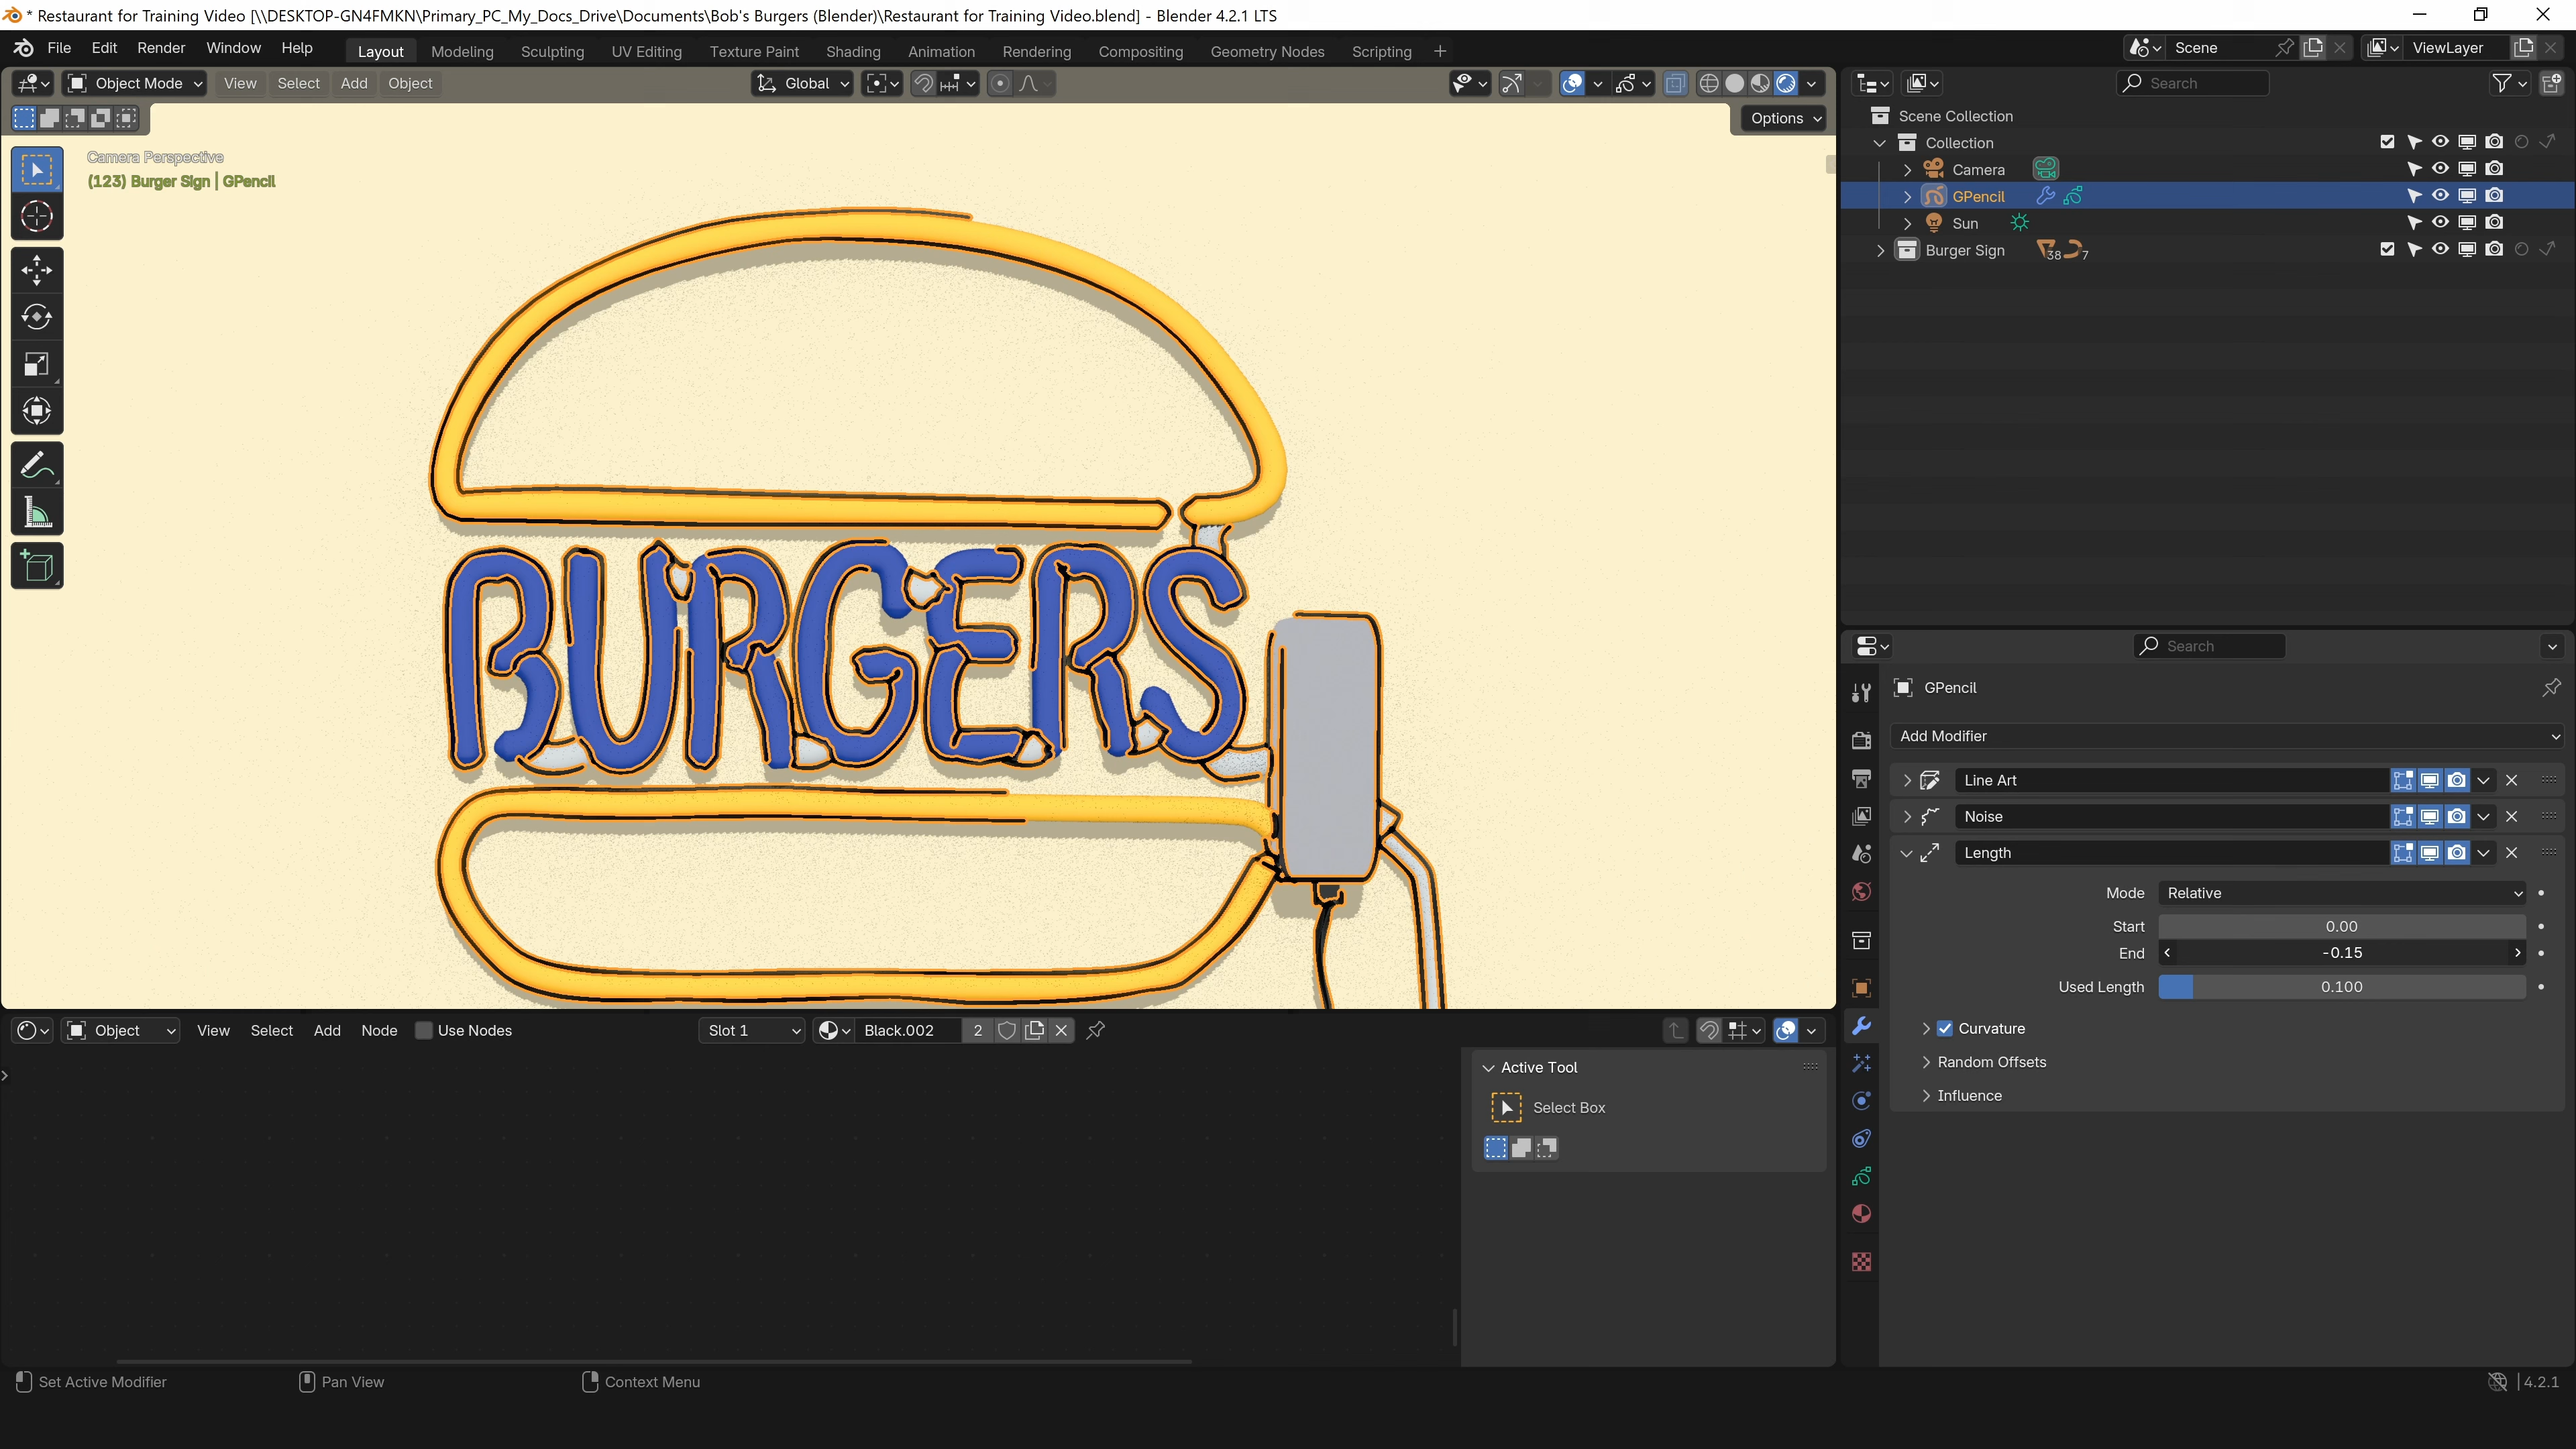 * Restaurant for Training Video [\\DESKTOP-GN4FMKN\Primary_PC_My_Docs_Drive\Documents\Bob's Burgers (Blender)\Restaurant for Training Video.blend] - Blender 4.2.1 LTS
File Edit Render Window Help Layout Modeling Sculpting UV Editing Texture Paint Shading Animation Rendering Compositing Geometry Nodes Scripting + Scene ViewLayer
Object Mode View Select Add Object Global Search
Options
Camera Perspective
(123) Burger Sign | GPencil
BURGERS
Scene Collection
Collection
Camera
GPencil
Sun
Burger Sign 38 7
Search
GPencil
Add Modifier
Line Art
Noise
Length
Mode Relative
Start 0.00
End -0.15
Used Length 0.100
Curvature
Random Offsets
Influence
Object View Select Add Node Use Nodes Slot 1 Black.002 2
Active Tool
Select Box
Set Active Modifier Pan View Context Menu 4.2.1